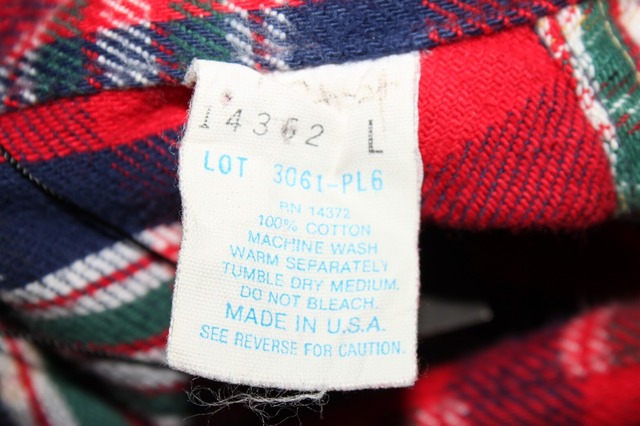 14362 L
LOT 3061-PL6
RN 14372
100% COTTON
MACHINE WASH
WARM SEPARATELY
TUMBLE DRY MEDIUM.
DO NOT BLEACH.
MADE IN U.S.A.
SEE REVERSE FOR CAUTION.